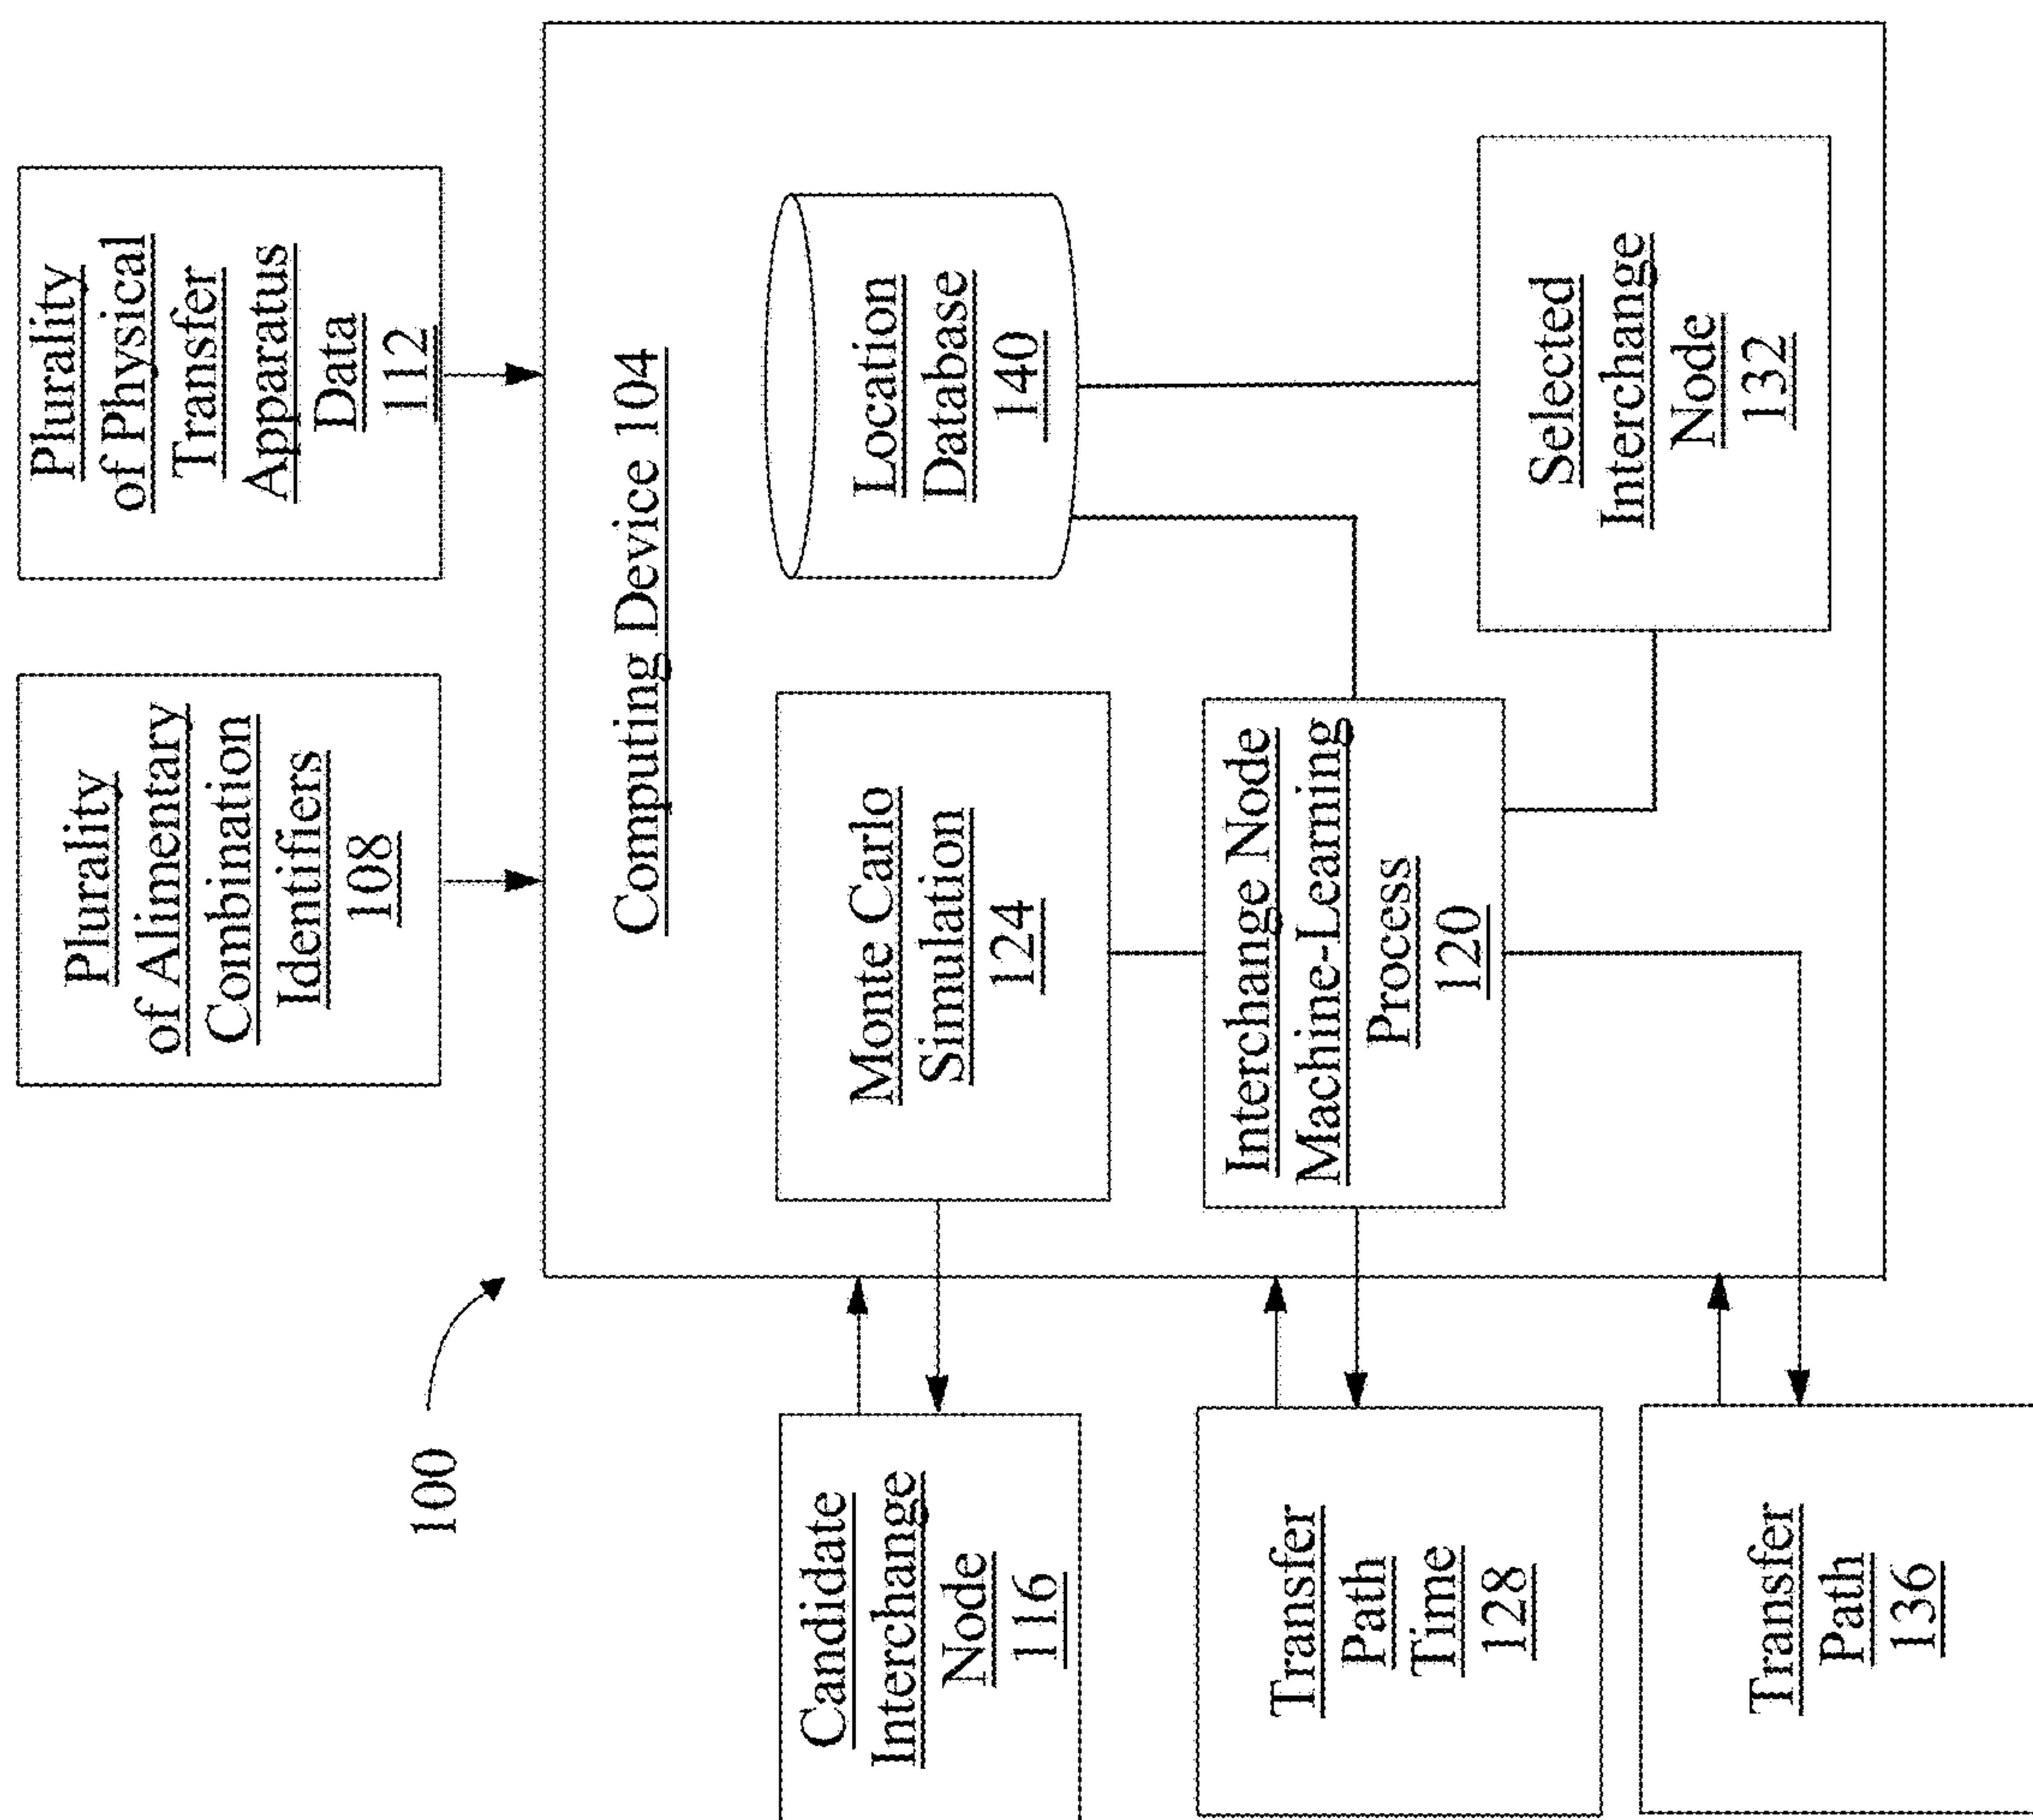 100
Plurality
of Alimentary
Combination
Identifiers
108
Plurality
of Physical
Transfer
Apparatus
Data
112
Computing Device 104
Candidate
Interchange
Node
116
Monte Carlo
Simulation
124
Location
Database
140
Transfer
Path
Time
128
Interchange Node
Machine-Learning
Process
120
Transfer
Path
136
Selected
Interchange
Node
132